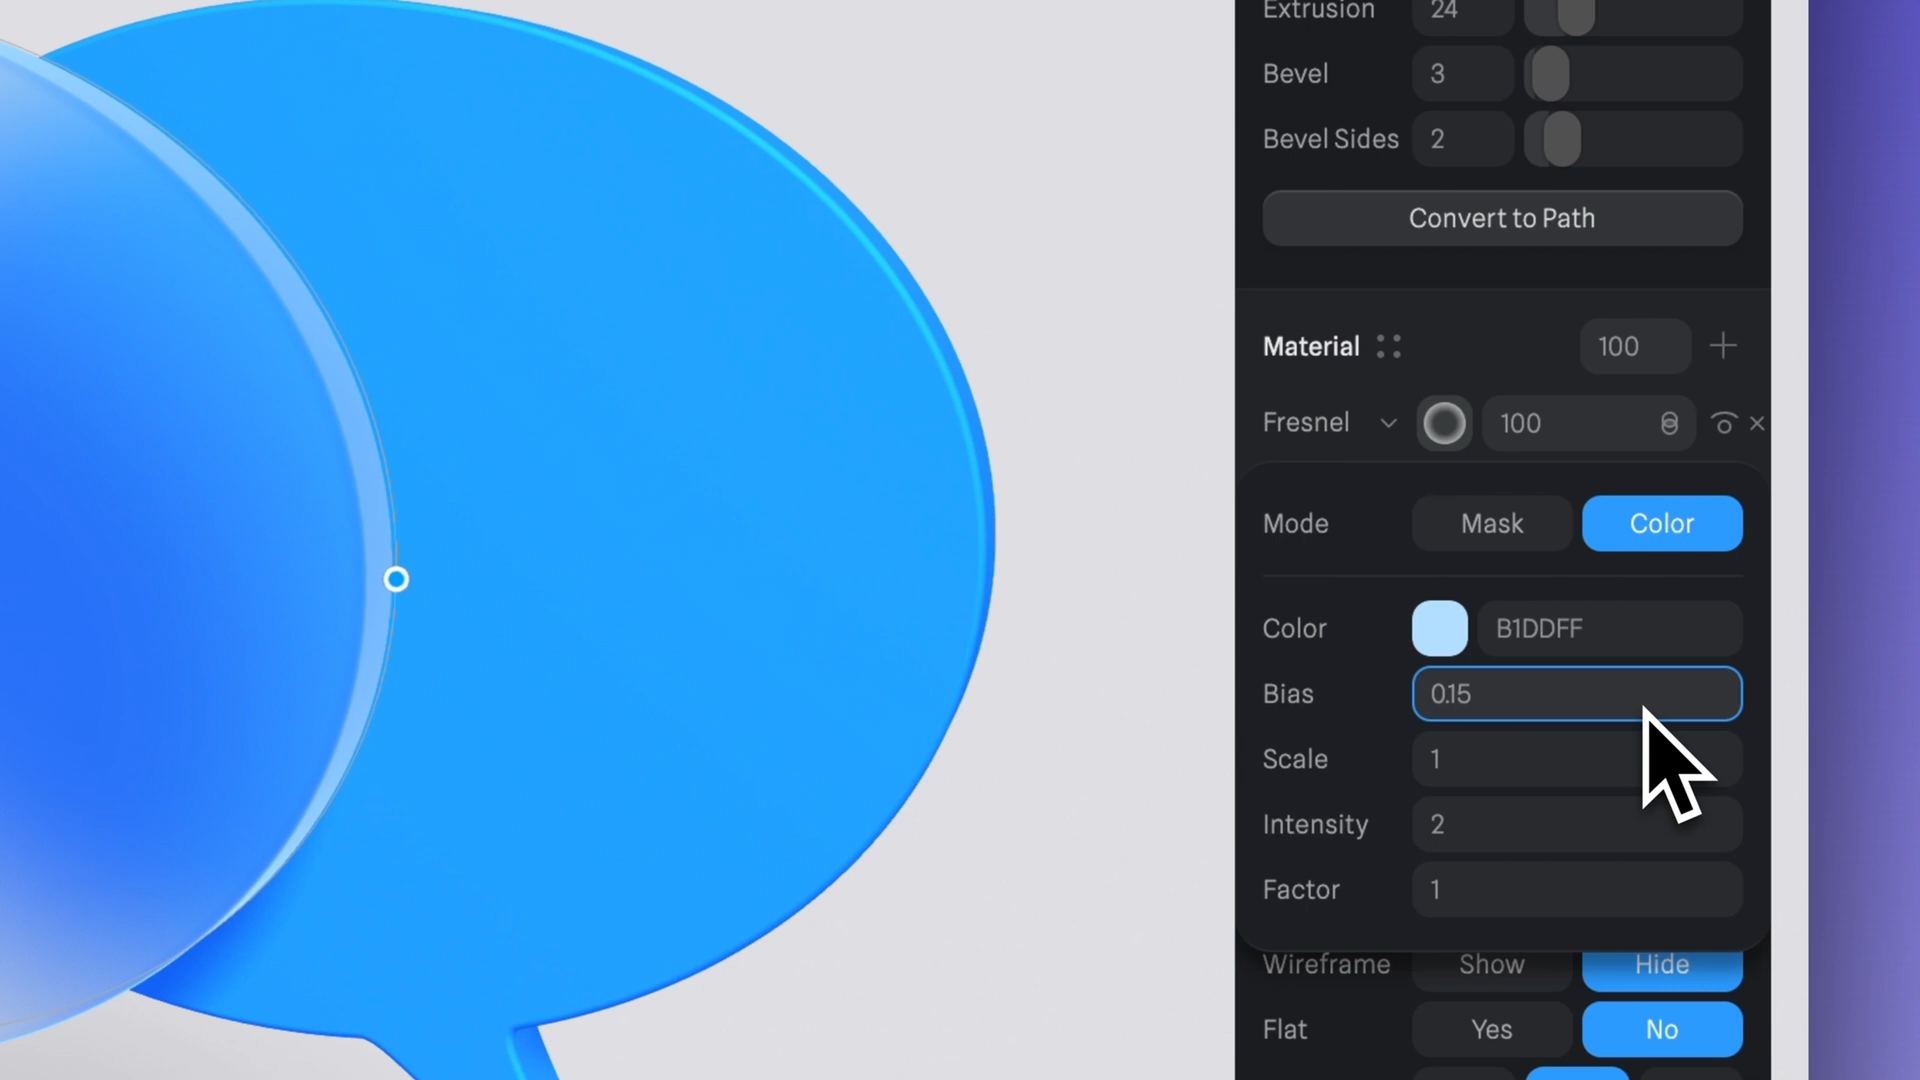 Extrusion 24
Bevel 3
Bevel Sides 2
Convert to Path
Material 100
Fresnel 100
Mode Mask Color
Color B1DDFF
Bias 0.15
Scale 1
Intensity 2
Factor 1
Wireframe Show Hide
Flat Yes No